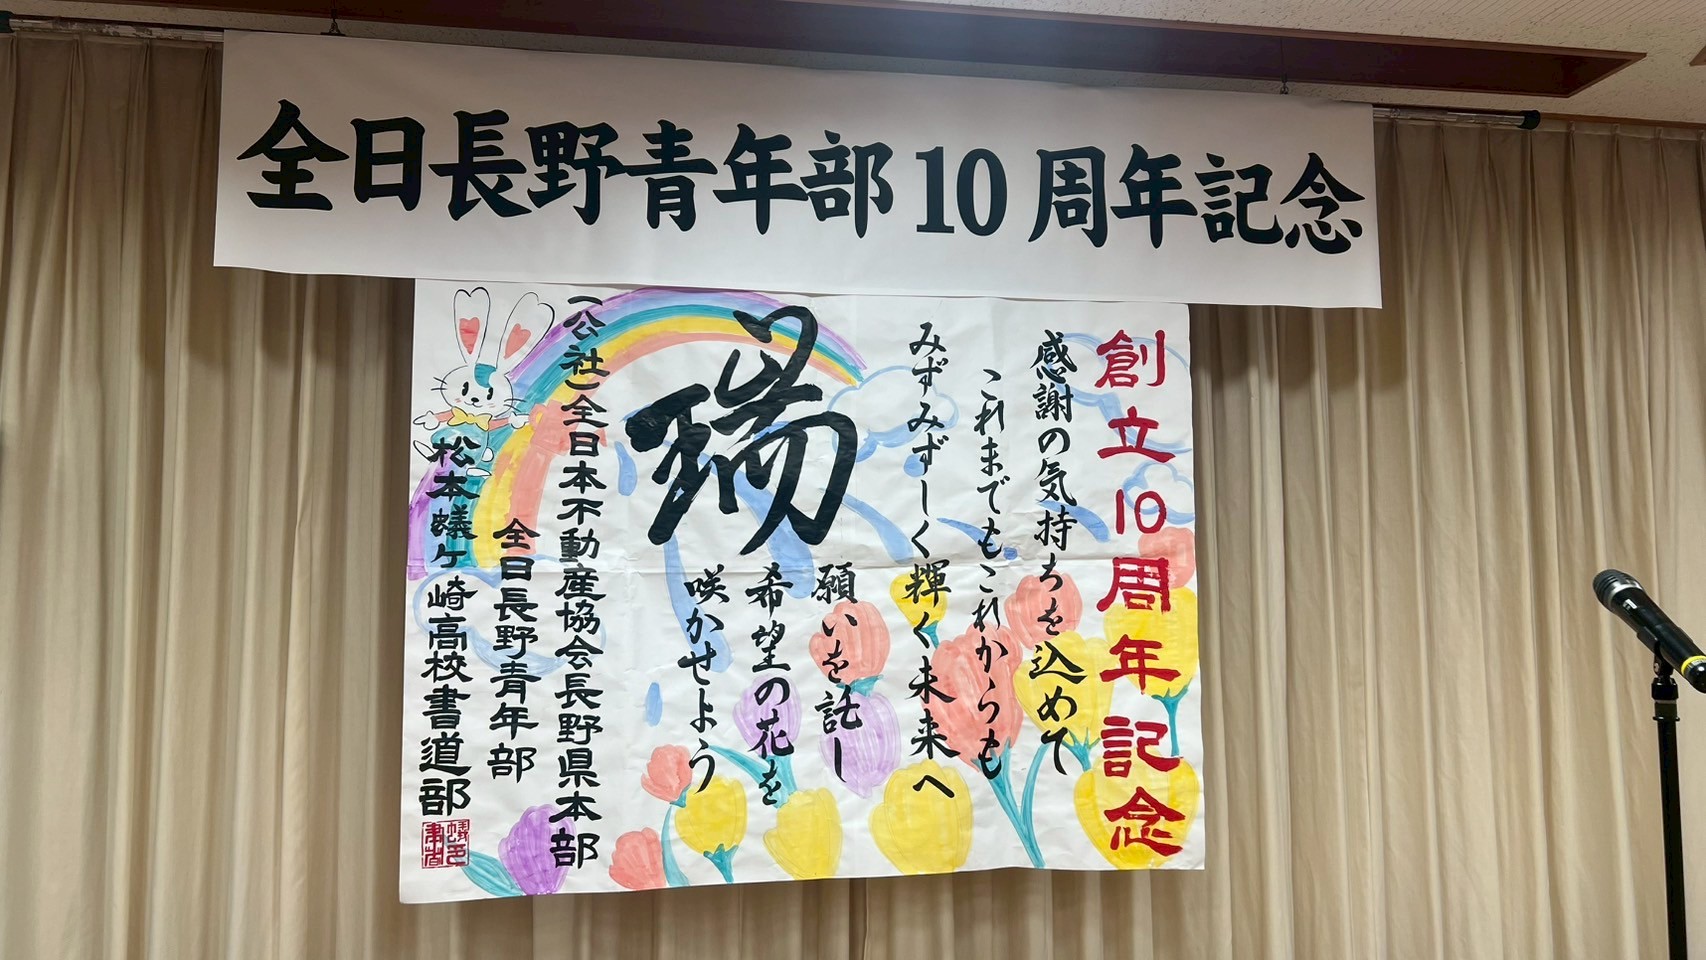 全日長野青年部10周年記念
創立10周年記念
感謝の気持ちを込めて
これまでもこれからも
みずみずしく輝く未来へ
瑞
願いを託し
希望の花を
咲かせよう
(公社)全日本不動産協会長野県本部
全日長野青年部
松本蟻ケ崎高校書道部